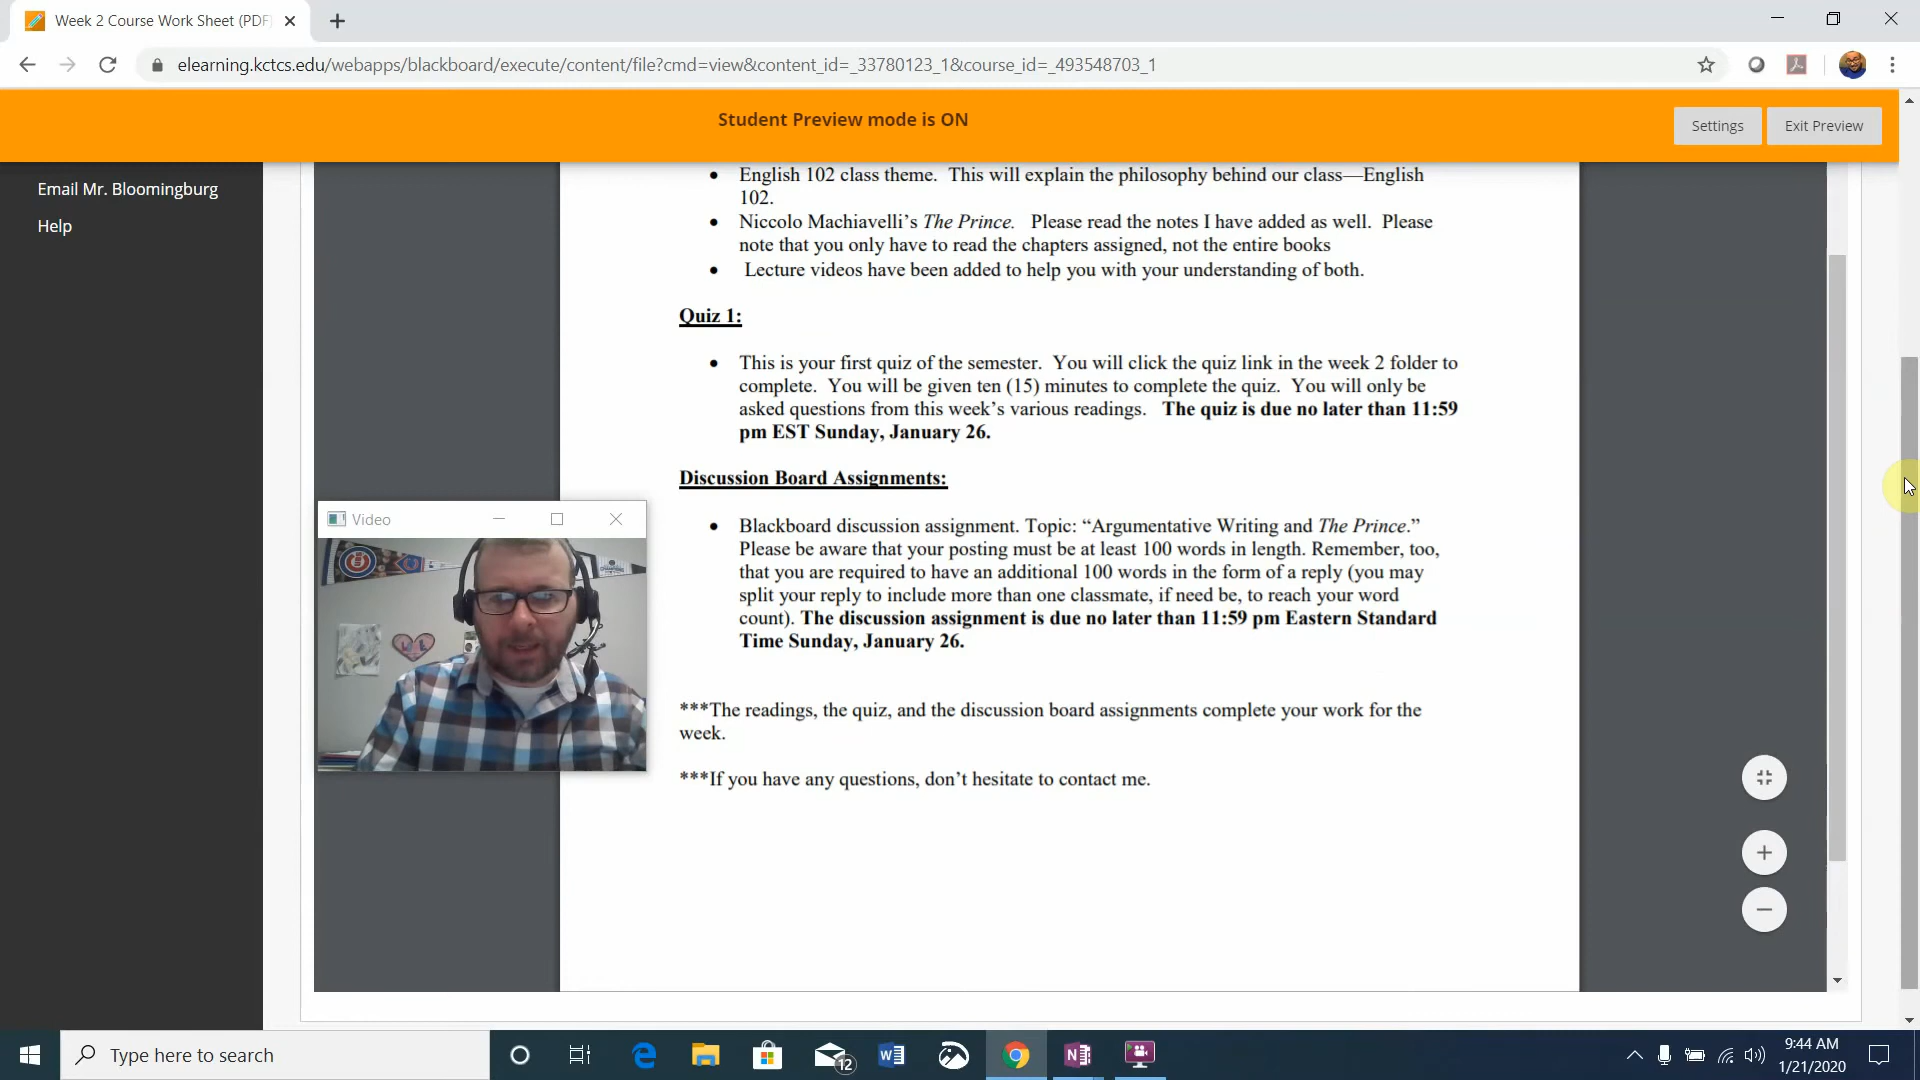 Week 2 Course Work Sheet (PDF)
elearning.kctcs.edu/webapps/blackboard/execute/content/file?cmd=view&content_id=_33780123_1&course_id=_493548703_1
Student Preview mode is ON
Settings
Exit Preview
Email Mr. Bloomingburg
Help
• English 102 class theme. This will explain the philosophy behind our class—English
102.
• Niccolo Machiavelli’s The Prince. Please read the notes I have added as well. Please
note that you only have to read the chapters assigned, not the entire books
• Lecture videos have been added to help you with your understanding of both.
Quiz 1:
• This is your first quiz of the semester. You will click the quiz link in the week 2 folder to
complete. You will be given ten (15) minutes to complete the quiz. You will only be
asked questions from this week’s various readings. The quiz is due no later than 11:59
pm EST Sunday, January 26.
Discussion Board Assignments:
• Blackboard discussion assignment. Topic: “Argumentative Writing and The Prince.”
Please be aware that your posting must be at least 100 words in length. Remember, too,
that you are required to have an additional 100 words in the form of a reply (you may
split your reply to include more than one classmate, if need be, to reach your word
count). The discussion assignment is due no later than 11:59 pm Eastern Standard
Time Sunday, January 26.
***The readings, the quiz, and the discussion board assignments complete your work for the
week.
***If you have any questions, don’t hesitate to contact me.
Video
Type here to search
12
9:44 AM
1/21/2020